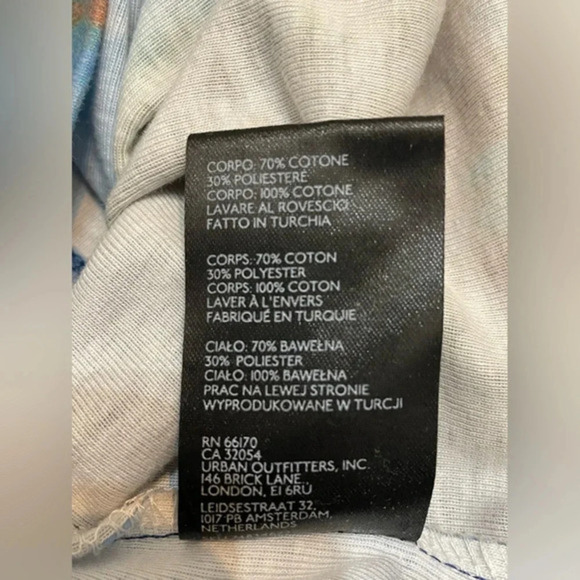 CORPO: 70% COTONE
30% POLIESTERE
CORPO: 100% COTONE
LAVARE AL ROVESCIO
FATTO IN TURCHIA
CORPS: 70% COTON
30% POLYESTER
CORPS: 100% COTON
LAVER À L'ENVERS
FABRIQUÉ EN TURQUIE
CIAŁO: 70% BAWEŁNA
30% POLIESTER
CIAŁO: 100% BAWEŁNA
PRAC NA LEWEJ STRONIE
WYPRODUKOWANE W TURCJI
RN 66170
CA 32054
URBAN OUTFITTERS, INC.
146 BRICK LANE,
LONDON, E1 6RU
LEIDSESTRAAT 32,
1017 PB AMSTERDAM,
NETHERLANDS